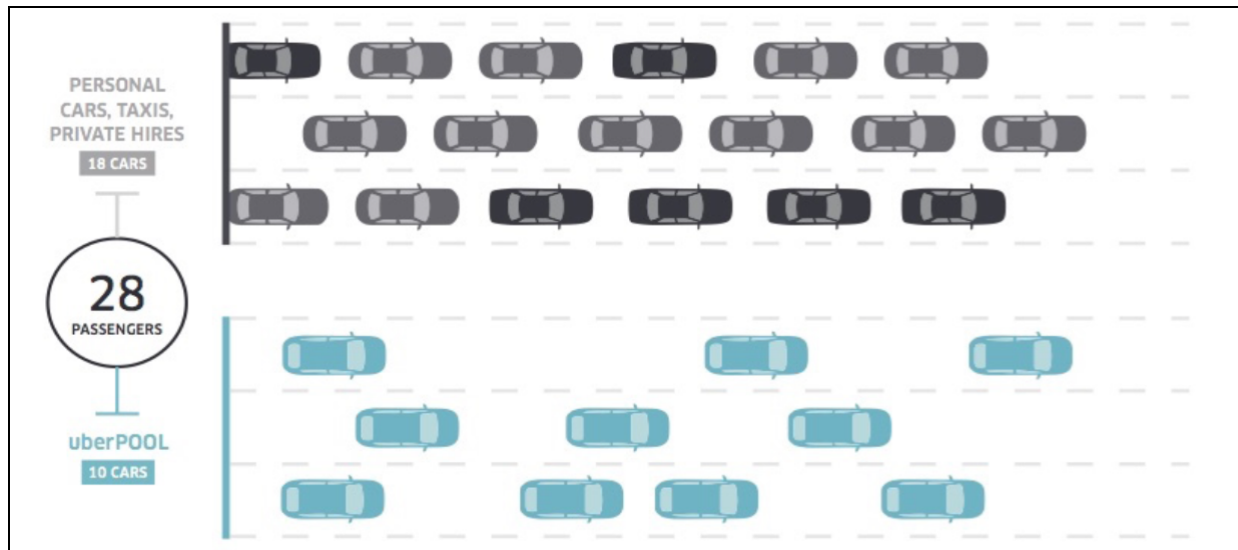 PERSONAL
CARS, TAXIS,
PRIVATE HIRES
18 CARS
28
PASSENGERS
uberPOOL
10 CARS